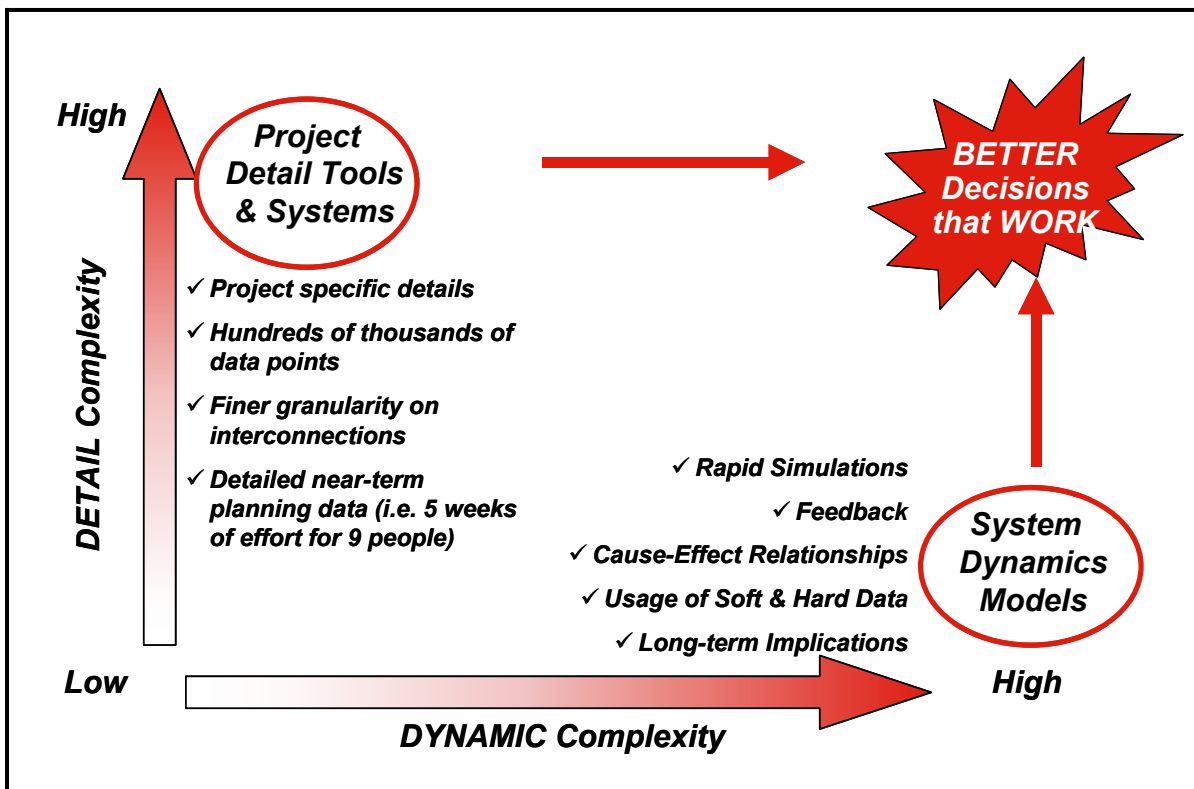 High
Project
Detail Tools
& Systems
BETTER
Decisions
that WORK
DETAIL Complexity
✓ Project specific details
✓ Hundreds of thousands of
data points
✓ Finer granularity on
interconnections
✓ Detailed near-term
planning data (i.e. 5 weeks
of effort for 9 people)
✓ Rapid Simulations
✓ Feedback
✓ Cause-Effect Relationships
✓ Usage of Soft & Hard Data
✓ Long-term Implications
System
Dynamics
Models
Low
High
DYNAMIC Complexity